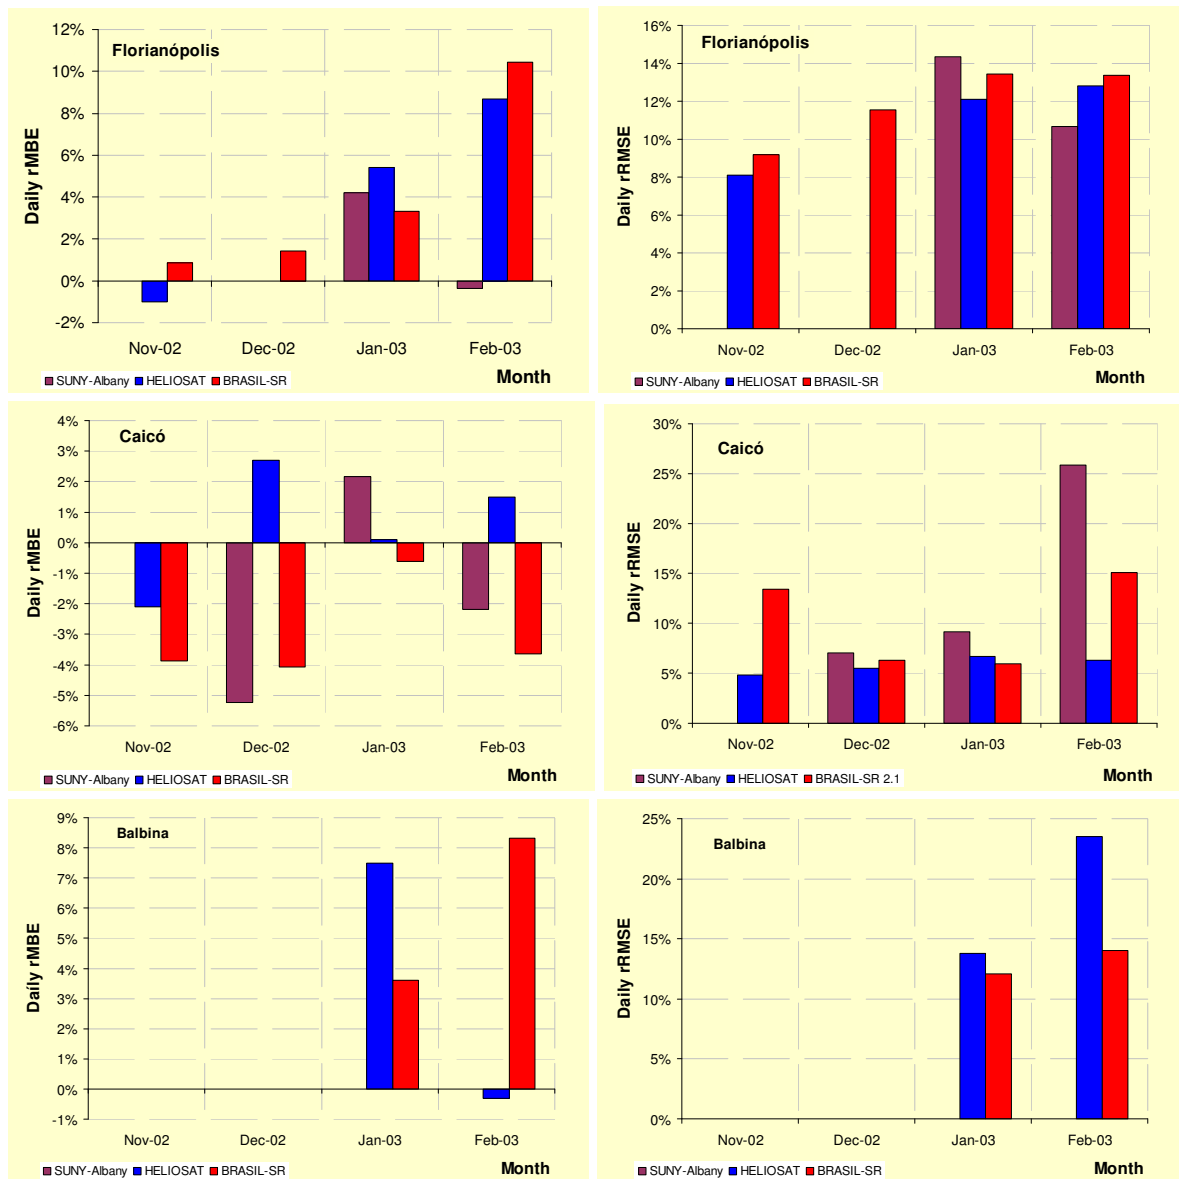 Florianópolis
Daily rMBE
12%
10%
8%
6%
4%
2%
0%
-2%
Nov-02 Dec-02 Jan-03 Feb-03
SUNY-Albany HELIOSAT BRASIL-SR
Month
Florianópolis
Daily rRMSE
16%
14%
12%
10%
8%
6%
4%
2%
0%
Nov-02 Dec-02 Jan-03 Feb-03
SUNY-Albany HELIOSAT BRASIL-SR
Month
Caicó
Daily rMBE
4%
3%
2%
1%
0%
-1%
-2%
-3%
-4%
-5%
-6%
Nov-02 Dec-02 Jan-03 Feb-03
SUNY-Albany HELIOSAT BRASIL-SR
Month
Caicó
Daily rRMSE
30%
25%
20%
15%
10%
5%
0%
Nov-02 Dec-02 Jan-03 Feb-03
SUNY-Albany HELIOSAT BRASIL-SR 2.1
Month
Balbina
Daily rMBE
9%
8%
7%
6%
5%
4%
3%
2%
1%
0%
-1%
Nov-02 Dec-02 Jan-03 Feb-03
SUNY-Albany HELIOSAT BRASIL-SR
Month
Balbina
Daily rRMSE
25%
20%
15%
10%
5%
0%
Nov-02 Dec-02 Jan-03 Feb-03
SUNY-Albany HELIOSAT BRASIL-SR
Month